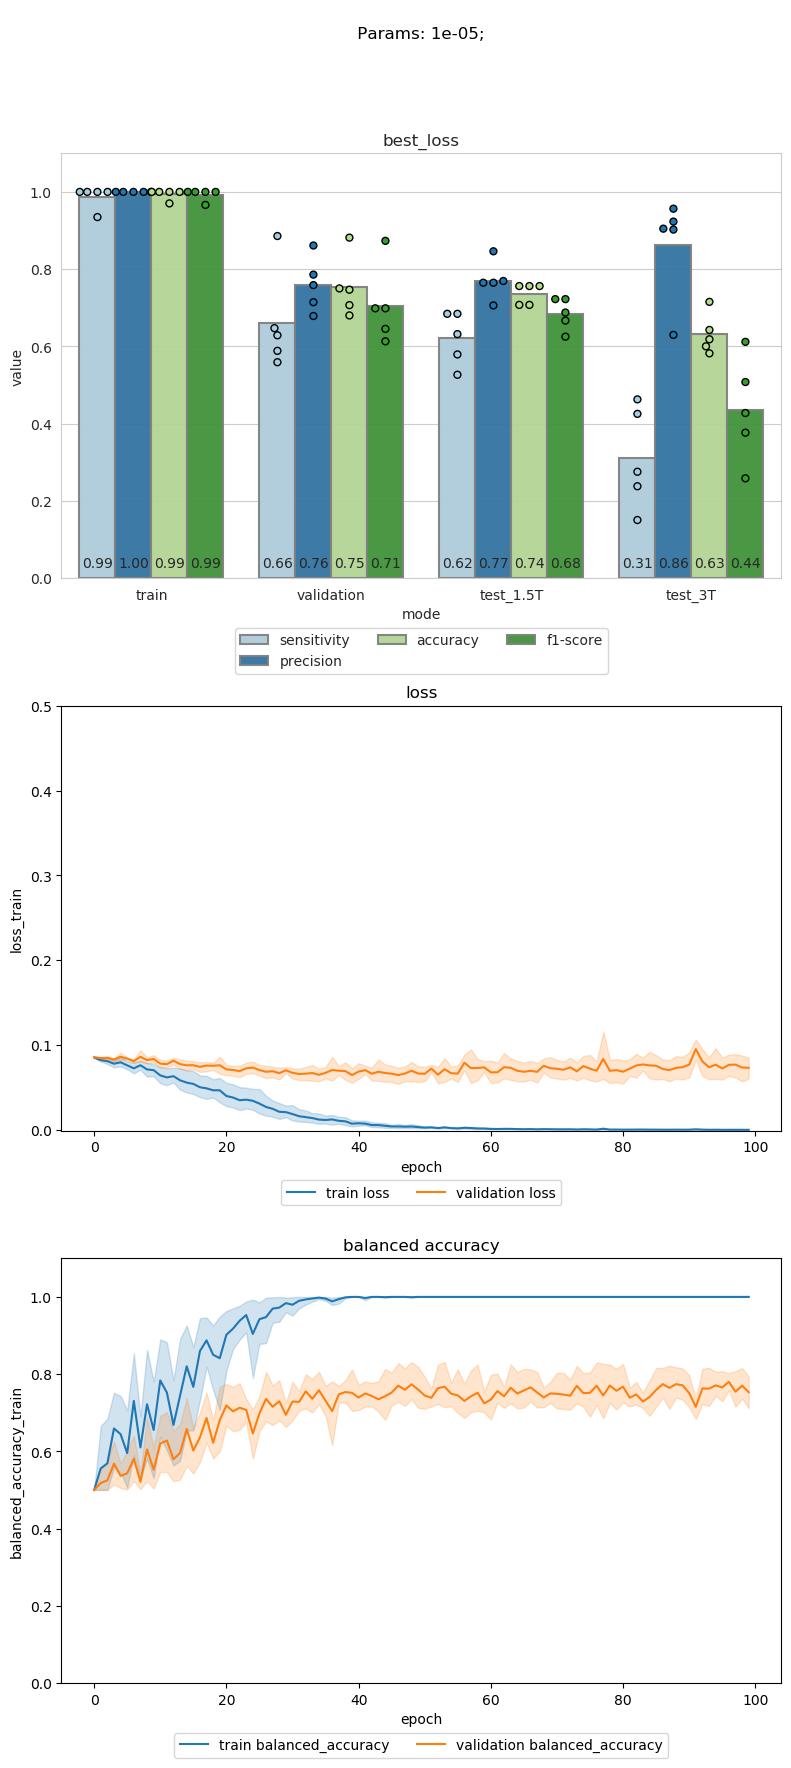 Params: 1e-05;
best_loss
value
1.0
0.8
0.6
0.4
0.2
0.0
0.99 1.00 0.99 0.99 0.66 0.76 0.75 0.71 0.62 0.77 0.74 0.68 0.31 0.86 0.63 0.44
train validation test_1.5T test_3T
mode
sensitivity accuracy f1-score
precision
loss
loss_train
0.5
0.4
0.3
0.2
0.1
0.0
0 20 40 60 80 100
epoch
train loss validation loss
balanced accuracy
balanced_accuracy_train
1.0
0.8
0.6
0.4
0.2
0.0
0 20 40 60 80 100
epoch
train balanced_accuracy validation balanced_accuracy